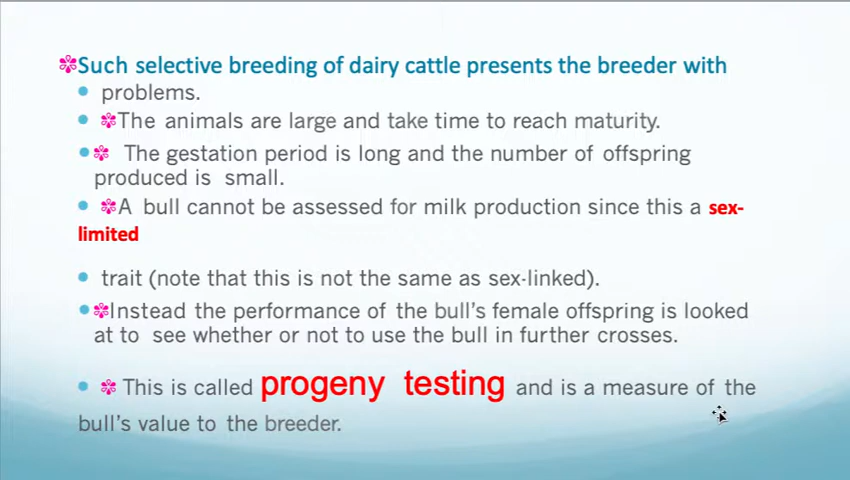 Such selective breeding of dairy cattle presents the breeder with
problems.
The animals are large and take time to reach maturity.
The gestation period is long and the number of offspring
produced is small.
A bull cannot be assessed for milk production since this a sex-
limited
trait (note that this is not the same as sex-linked).
Instead the performance of the bull's female offspring is looked
at to see whether or not to use the bull in further crosses.
This is called progeny testing and is a measure of the
bull's value to the breeder.